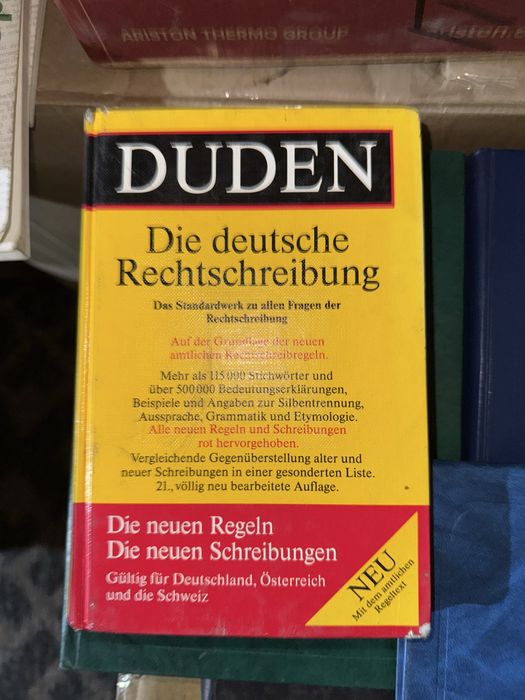 ARISTON THERMO GROUP
DUDEN
Die deutsche
Rechtschreibung
Das Standardwerk zu allen Fragen der
Rechtschreibung
Auf der Grundlage der neuen
amtlichen Rechtschreibregeln.
Mehr als 115 000 Stichwörter und
über 500 000 Bedeutungserklärungen,
Beispiele und Angaben zur Silbentrennung,
Aussprache, Grammatik und Etymologie.
Alle neuen Regeln und Schreibungen
rot hervorgehoben.
Vergleichende Gegenüberstellung alter und
neuer Schreibungen in einer gesonderten Liste.
21., völlig neu bearbeitete Auflage.
Die neuen Regeln
Die neuen Schreibungen
Gültig für Deutschland, Österreich
und die Schweiz
NEU
Mit dem amtlichen
Regeltext